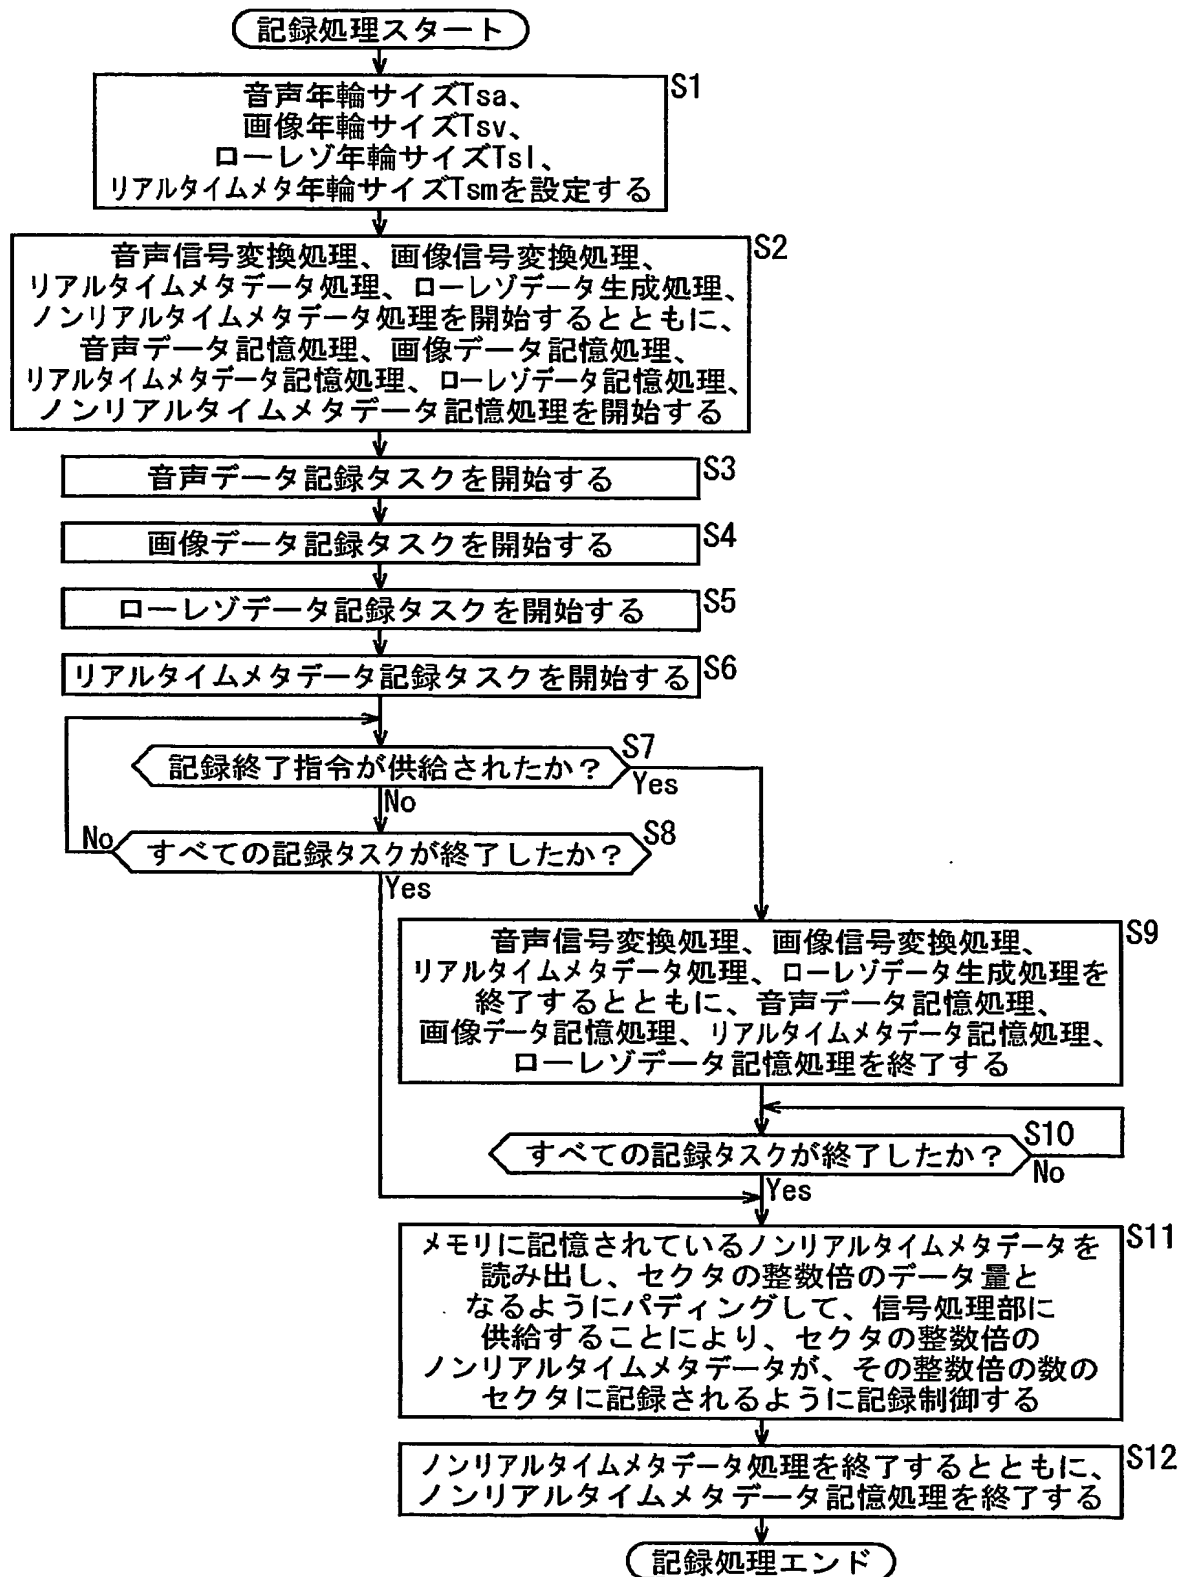 記録処理スタート
S1
音声年輪サイズTsa、
画像年輪サイズTsv、
ローレゾ年輪サイズTsl、
リアルタイムメタ年輪サイズTsmを設定する
S2
音声信号変換処理、画像信号変換処理、
リアルタイムメタデータ処理、ローレゾデータ生成処理、
ノンリアルタイムメタデータ処理を開始するとともに、
音声データ記憶処理、画像データ記憶処理、
リアルタイムメタデータ記憶処理、ローレゾデータ記憶処理、
ノンリアルタイムメタデータ記憶処理を開始する
S3
音声データ記録タスクを開始する
S4
画像データ記録タスクを開始する
S5
ローレゾデータ記録タスクを開始する
S6
リアルタイムメタデータ記録タスクを開始する
S7
記録終了指令が供給されたか？
Yes
No
S8
No
すべての記録タスクが終了したか？
Yes
S9
音声信号変換処理、画像信号変換処理、
リアルタイムメタデータ処理、ローレゾデータ生成処理を
終了するとともに、音声データ記憶処理、
画像データ記憶処理、リアルタイムメタデータ記憶処理、
ローレゾデータ記憶処理を終了する
S10
すべての記録タスクが終了したか？
No
Yes
S11
メモリに記憶されているノンリアルタイムメタデータを
読み出し、セクタの整数倍のデータ量と
なるようにパディングして、信号処理部に
供給することにより、セクタの整数倍の
ノンリアルタイムメタデータが、その整数倍の数の
セクタに記録されるように記録制御する
S12
ノンリアルタイムメタデータ処理を終了するとともに、
ノンリアルタイムメタデータ記憶処理を終了する
記録処理エンド